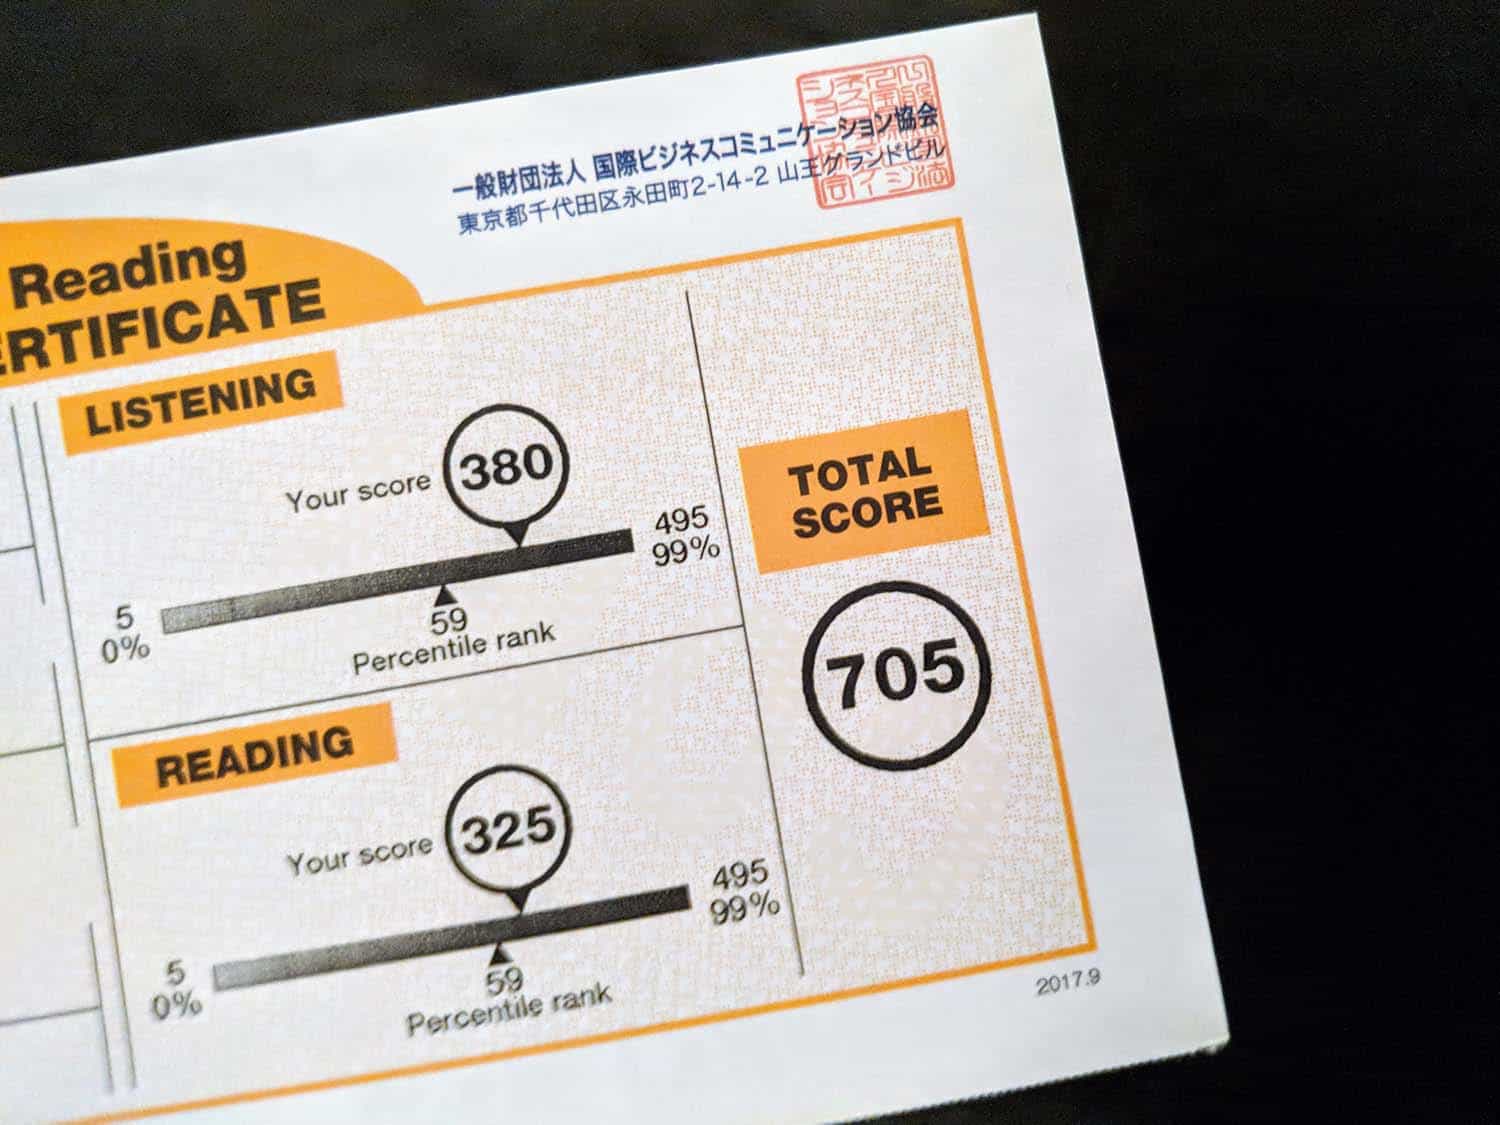 一般財団法人 国際ビジネスコミュニケーション協会
東京都千代田区永田町2-14-2 山王グランドビル
Reading
ERTIFICATE
LISTENING
Your score 380
495
99%
5
0%
59
Percentile rank
READING
Your score 325
495
99%
5
0%
59
Percentile rank
TOTAL
SCORE
705
2017.9